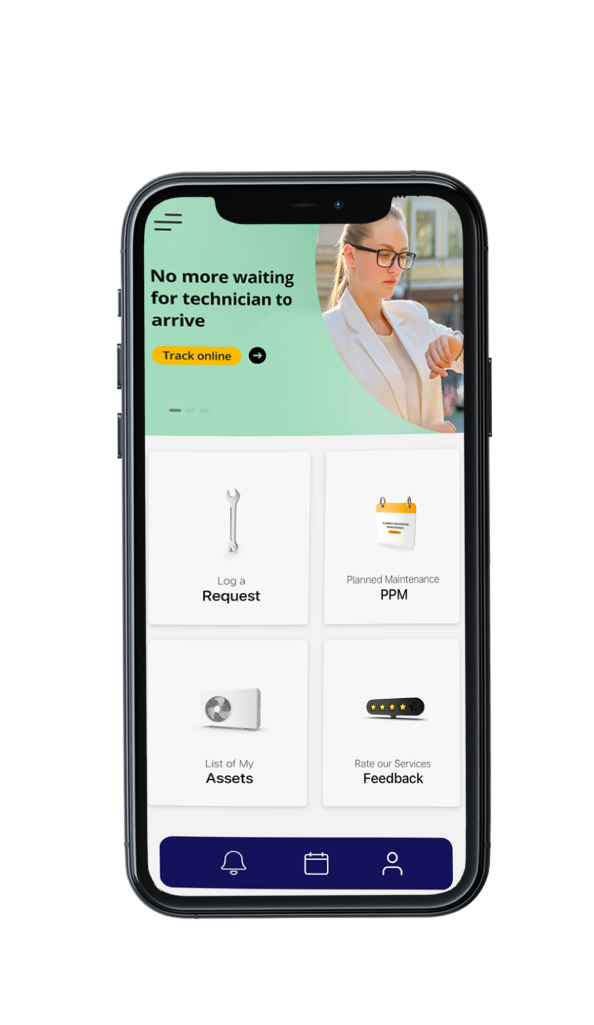 No more waiting
for technician to
arrive
Track online
Log a
Request
Planned Maintenance
PPM
List of My
Assets
Rate our Services
Feedback